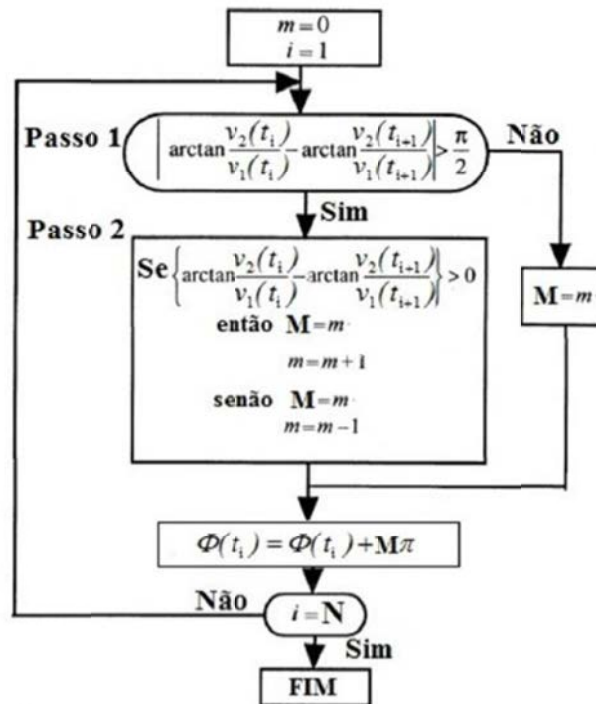 m=0
i=1
Passo 1
| arctan v₂(tᵢ)/v₁(tᵢ) - arctan v₂(tᵢ₊₁)/v₁(tᵢ₊₁) | > π/2
Não
Sim
Passo 2
Se { arctan v₂(tᵢ)/v₁(tᵢ) - arctan v₂(tᵢ₊₁)/v₁(tᵢ₊₁) } > 0
então M=m
m=m+1
senão M=m
m=m-1
M=m
Φ(tᵢ)=Φ(tᵢ)+Mπ
Não
i=N
Sim
FIM